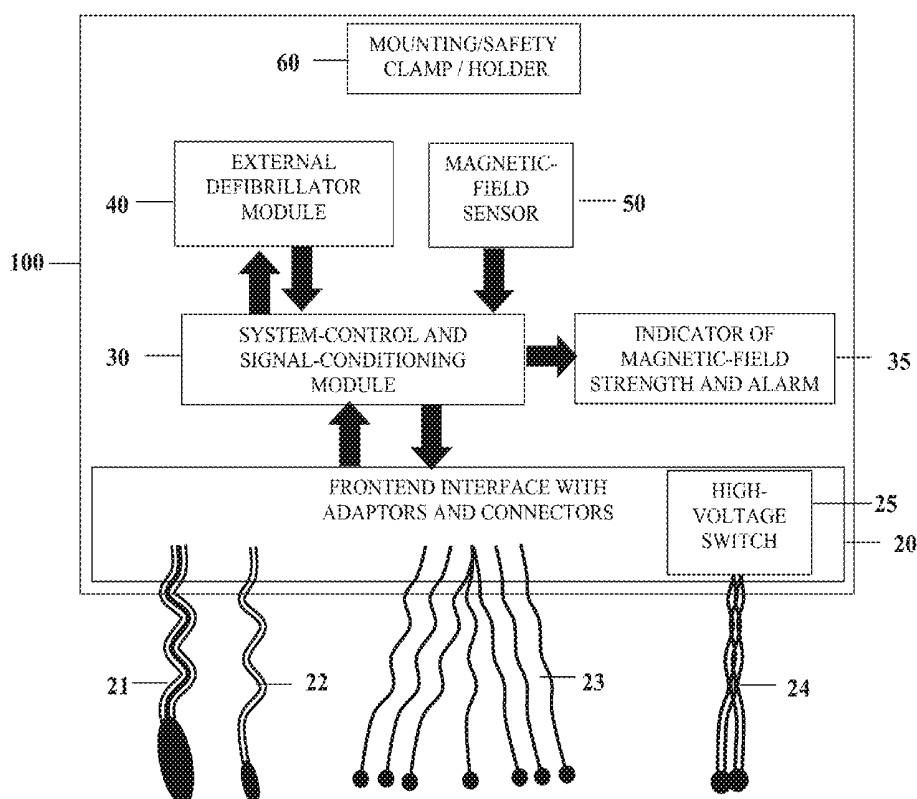 60
MOUNTING/SAFETY
CLAMP / HOLDER
40
EXTERNAL
DEFIBRILLATOR
MODULE
MAGNETIC-
FIELD
SENSOR
50
100
30
SYSTEM-CONTROL AND
SIGNAL-CONDITIONING
MODULE
INDICATOR OF
MAGNETIC-FIELD
STRENGTH AND ALARM
35
FRONTEND INTERFACE WITH
ADAPTORS AND CONNECTORS
HIGH-
VOLTAGE
SWITCH
25
20
21
22
23
24